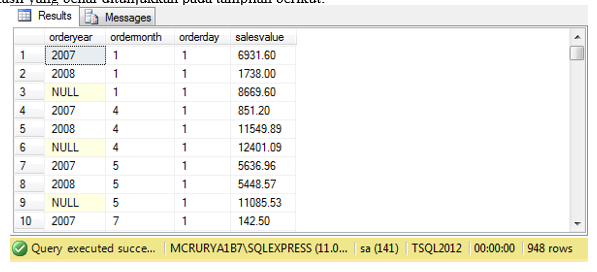 yang benar ditunjukkan pada tampilan berikut:
Results Messages
orderyear ordermonth orderday salesvalue
1 2007 1 1 6931.60
2 2008 1 1 1738.00
3 NULL 1 1 8669.60
4 2007 4 1 851.20
5 2008 4 1 11549.89
6 NULL 4 1 12401.09
7 2007 5 1 5636.96
8 2008 5 1 5448.57
9 NULL 5 1 11085.53
10 2007 7 1 142.50
Query executed succe... MCRURYA1B7\SQLEXPRESS (11.0... sa (141) TSQL2012 00:00:00 948 rows